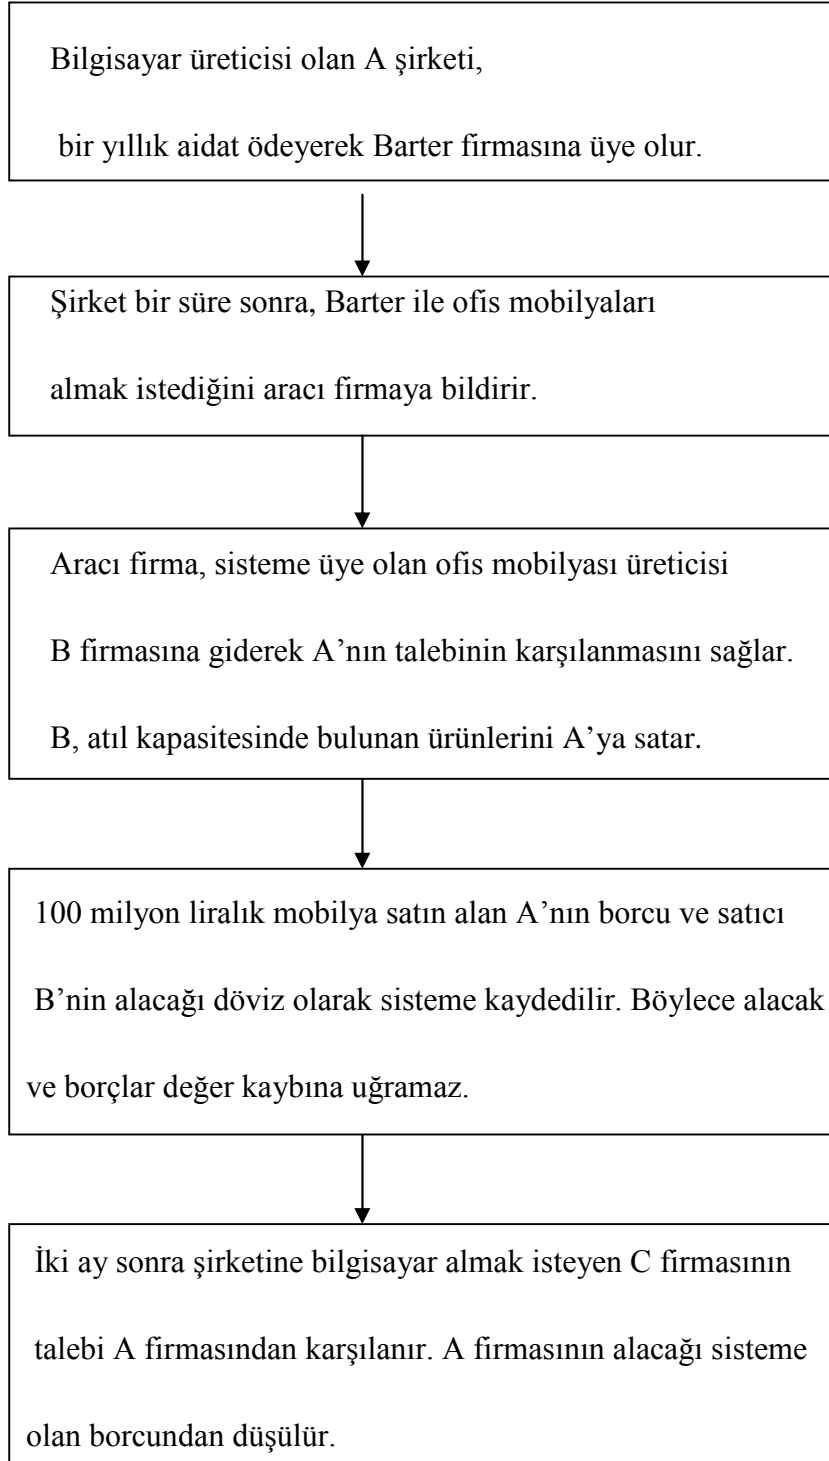 Bilgisayar üreticisi olan A şirketi,
bir yıllık aidat ödeyerek Barter firmasına üye olur.
Şirket bir süre sonra, Barter ile ofis mobilyaları
almak istediğini aracı firmaya bildirir.
Aracı firma, sisteme üye olan ofis mobilyası üreticisi
B firmasına giderek A’nın talebinin karşılanmasını sağlar.
B, atıl kapasitesinde bulunan ürünlerini A’ya satar.
100 milyon liralık mobilya satın alan A’nın borcu ve satıcı
B’nin alacağı döviz olarak sisteme kaydedilir. Böylece alacak
ve borçlar değer kaybına uğramaz.
İki ay sonra şirketine bilgisayar almak isteyen C firmasının
talebi A firmasından karşılanır. A firmasının alacağı sisteme
olan borcundan düşülür.